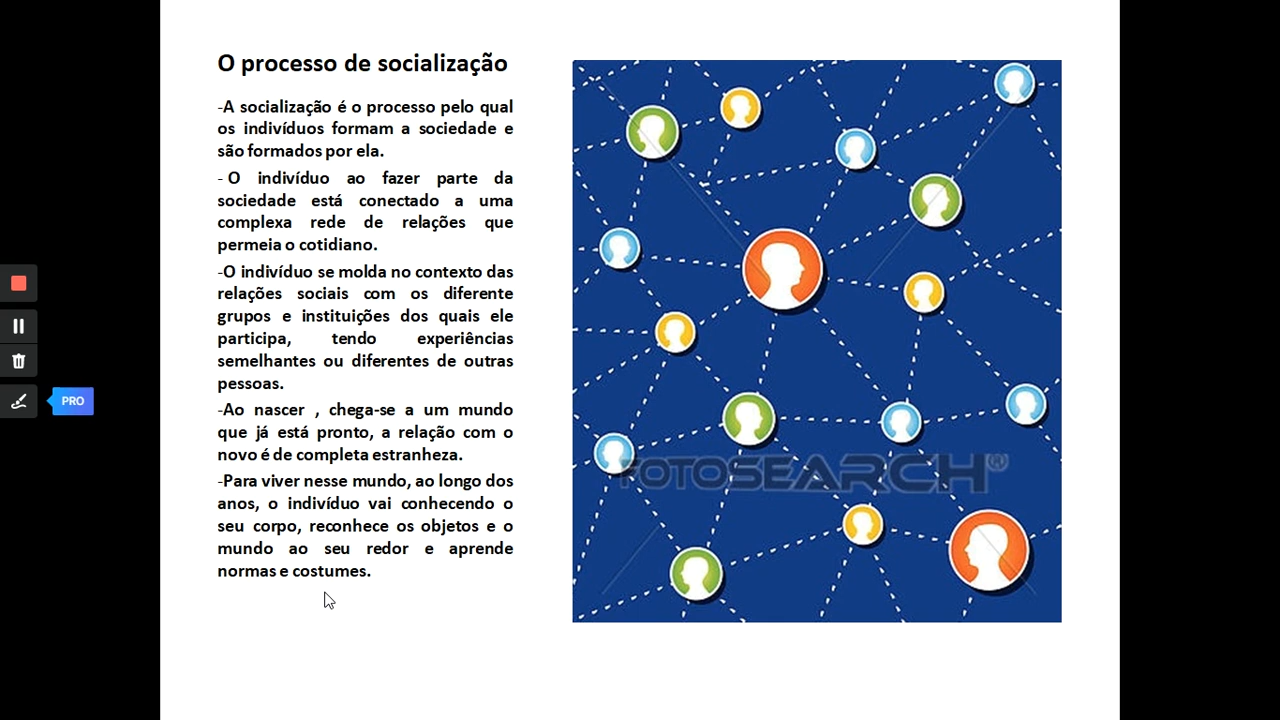 O processo de socialização
-A socialização é o processo pelo qual
os indivíduos formam a sociedade e
são formados por ela.
- O indivíduo ao fazer parte da
sociedade está conectado a uma
complexa rede de relações que
permeia o cotidiano.
-O indivíduo se molda no contexto das
relações sociais com os diferente
grupos e instituições dos quais ele
participa, tendo experiências
semelhantes ou diferentes de outras
pessoas.
-Ao nascer , chega-se a um mundo
que já está pronto, a relação com o
novo é de completa estranheza.
-Para viver nesse mundo, ao longo dos
anos, o indivíduo vai conhecendo o
seu corpo, reconhece os objetos e o
mundo ao seu redor e aprende
normas e costumes.
PRO
FOTOSEARCH®